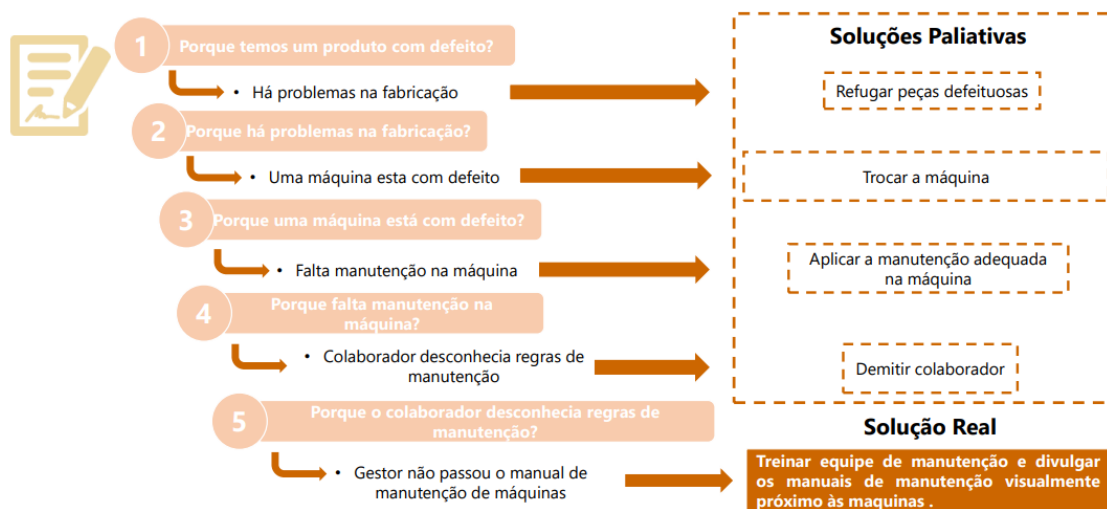 1
Porque temos um produto com defeito?
• Há problemas na fabricação
2
Porque há problemas na fabricação?
• Uma máquina esta com defeito
3
Porque uma máquina está com defeito?
• Falta manutenção na máquina
4
Porque falta manutenção na
máquina?
• Colaborador desconhecia regras de
manutenção
5
Porque o colaborador desconhecia regras de
manutenção?
• Gestor não passou o manual de
manutenção de máquinas
Soluções Paliativas
Refugar peças defeituosas
Trocar a máquina
Aplicar a manutenção adequada
na máquina
Demitir colaborador
Solução Real
Treinar equipe de manutenção e divulgar
os manuais de manutenção visualmente
próximo às maquinas .